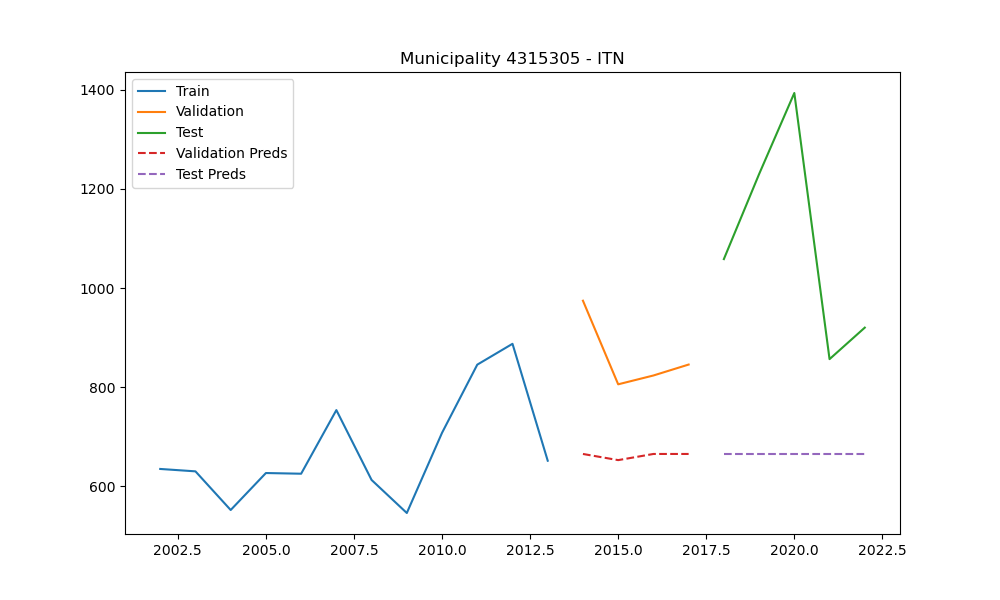 Municipality 4315305 - ITN
Train
Validation
Test
Validation Preds
Test Preds
1400
1200
1000
800
600
2002.5 2005.0 2007.5 2010.0 2012.5 2015.0 2017.5 2020.0 2022.5